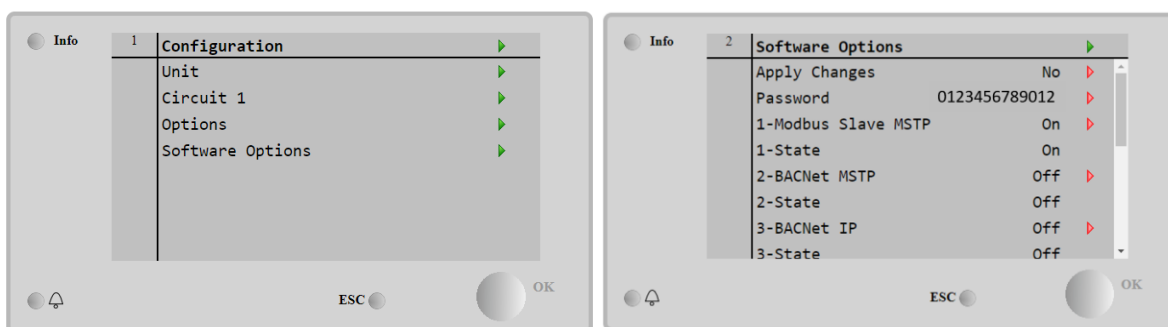 Info
1 Configuration
Unit
Circuit 1
Options
Software Options
ESC
OK
Info
2 Software Options
Apply Changes No
Password 0123456789012
1-Modbus Slave MSTP On
1-State On
2-BACNet MSTP Off
2-State Off
3-BACNet IP Off
3-State Off
ESC
OK